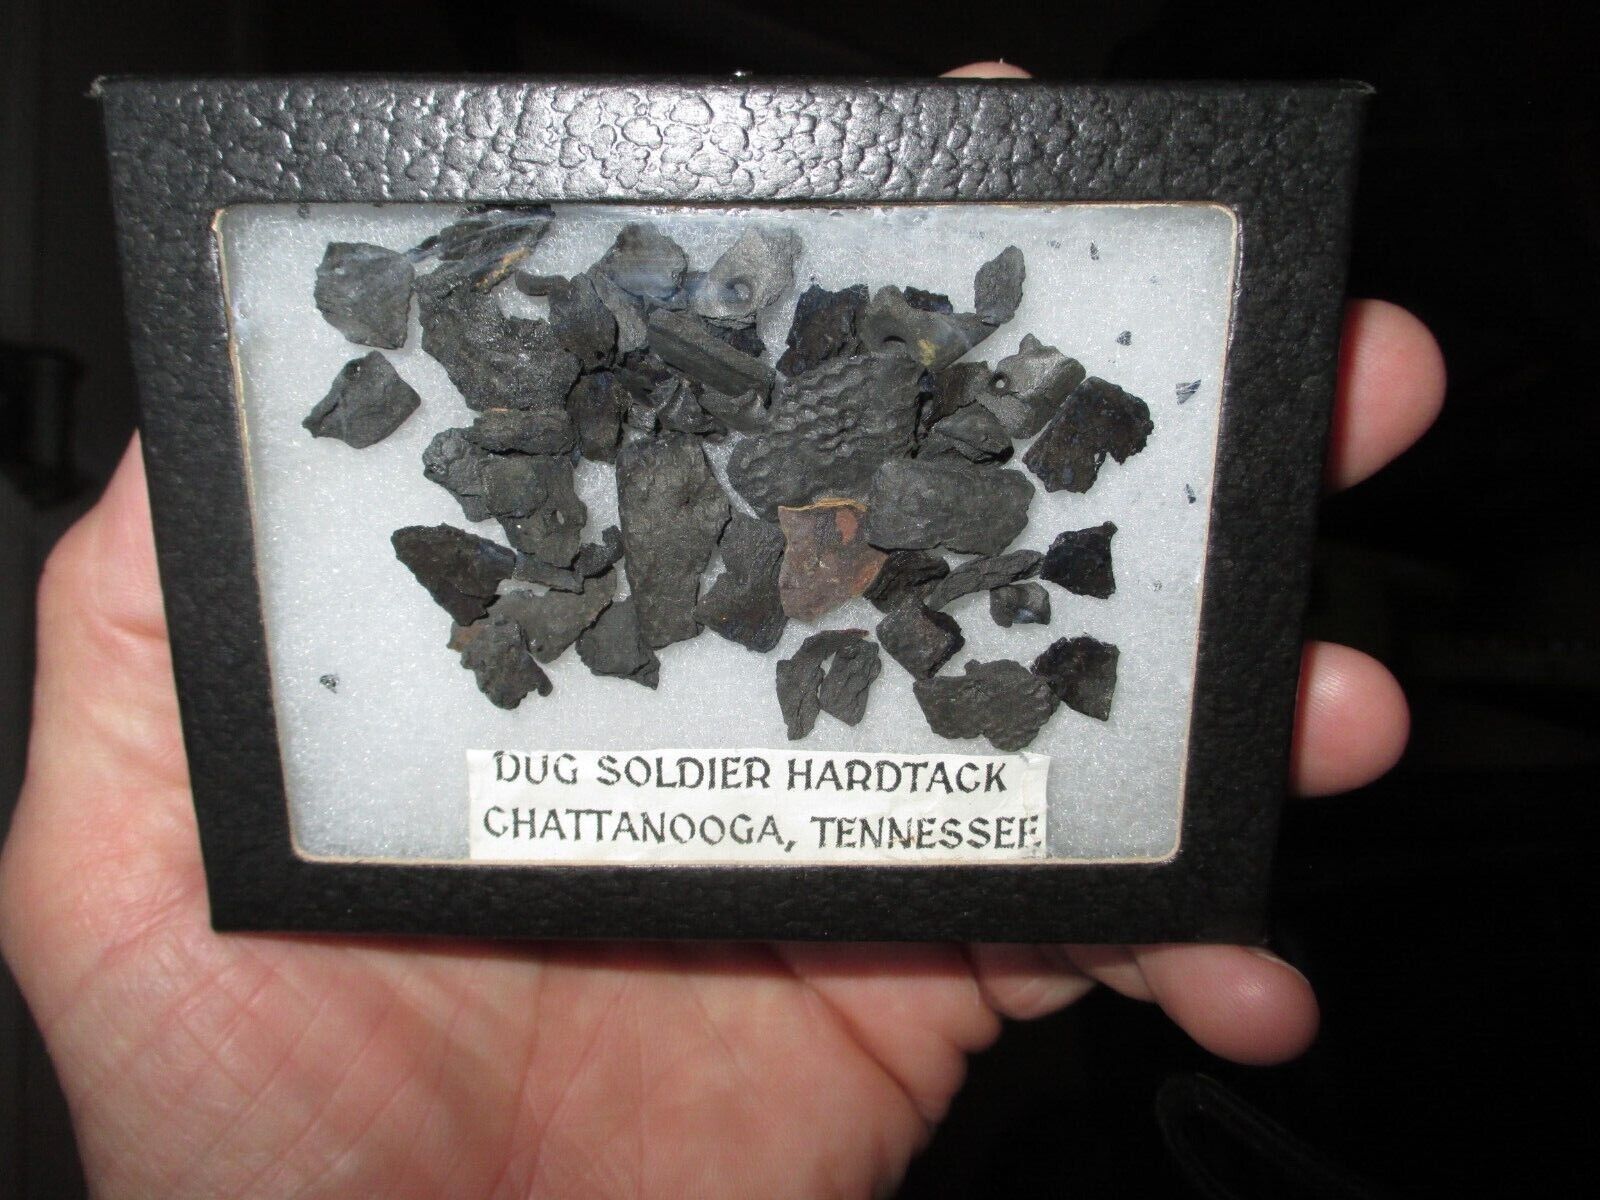 DUG SOLDIER HARDTACK
CHATTANOOGA, TENNESSEE